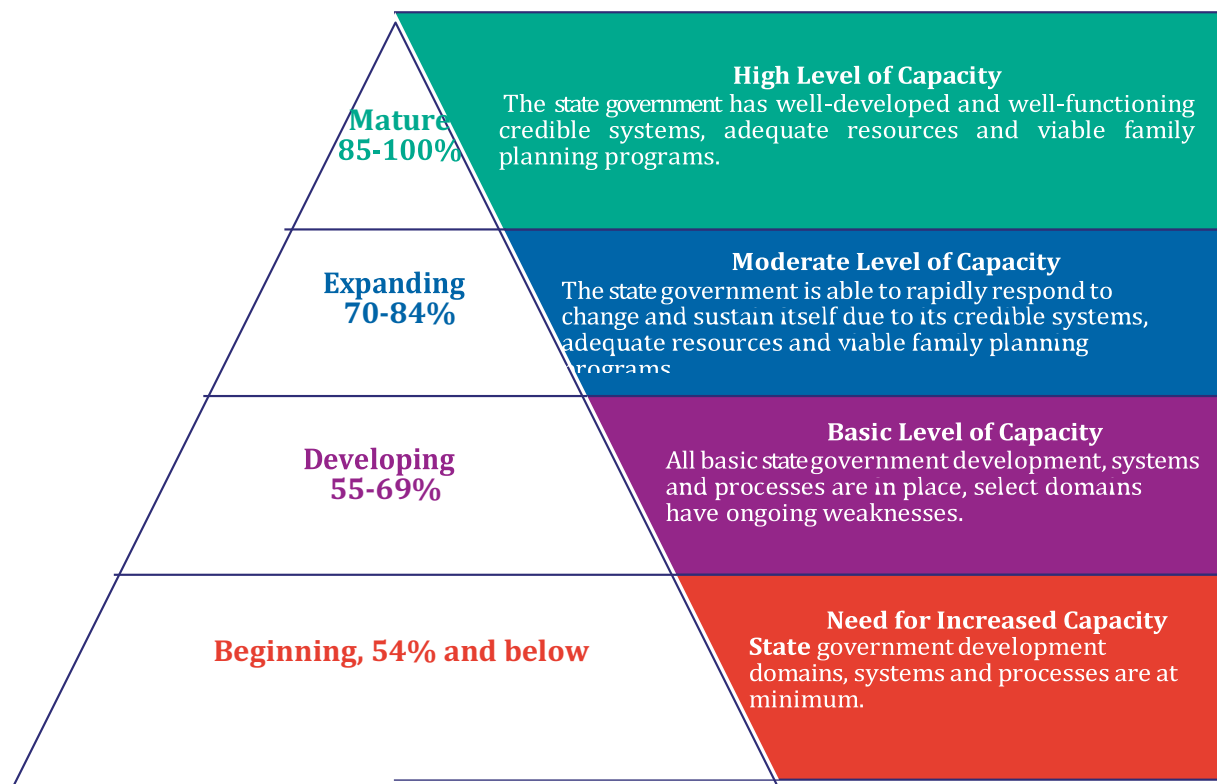 High Level of Capacity
The state government has well-developed and well-functioning
credible systems, adequate resources and viable family
planning programs.
Mature
85-100%
Moderate Level of Capacity
The state government is able to rapidly respond to
change and sustain itself due to its credible systems,
adequate resources and viable family planning
programs
Expanding
70-84%
Basic Level of Capacity
All basic state government development, systems
and processes are in place, select domains
have ongoing weaknesses.
Developing
55-69%
Need for Increased Capacity
State government development
domains, systems and processes are at
minimum.
Beginning, 54% and below